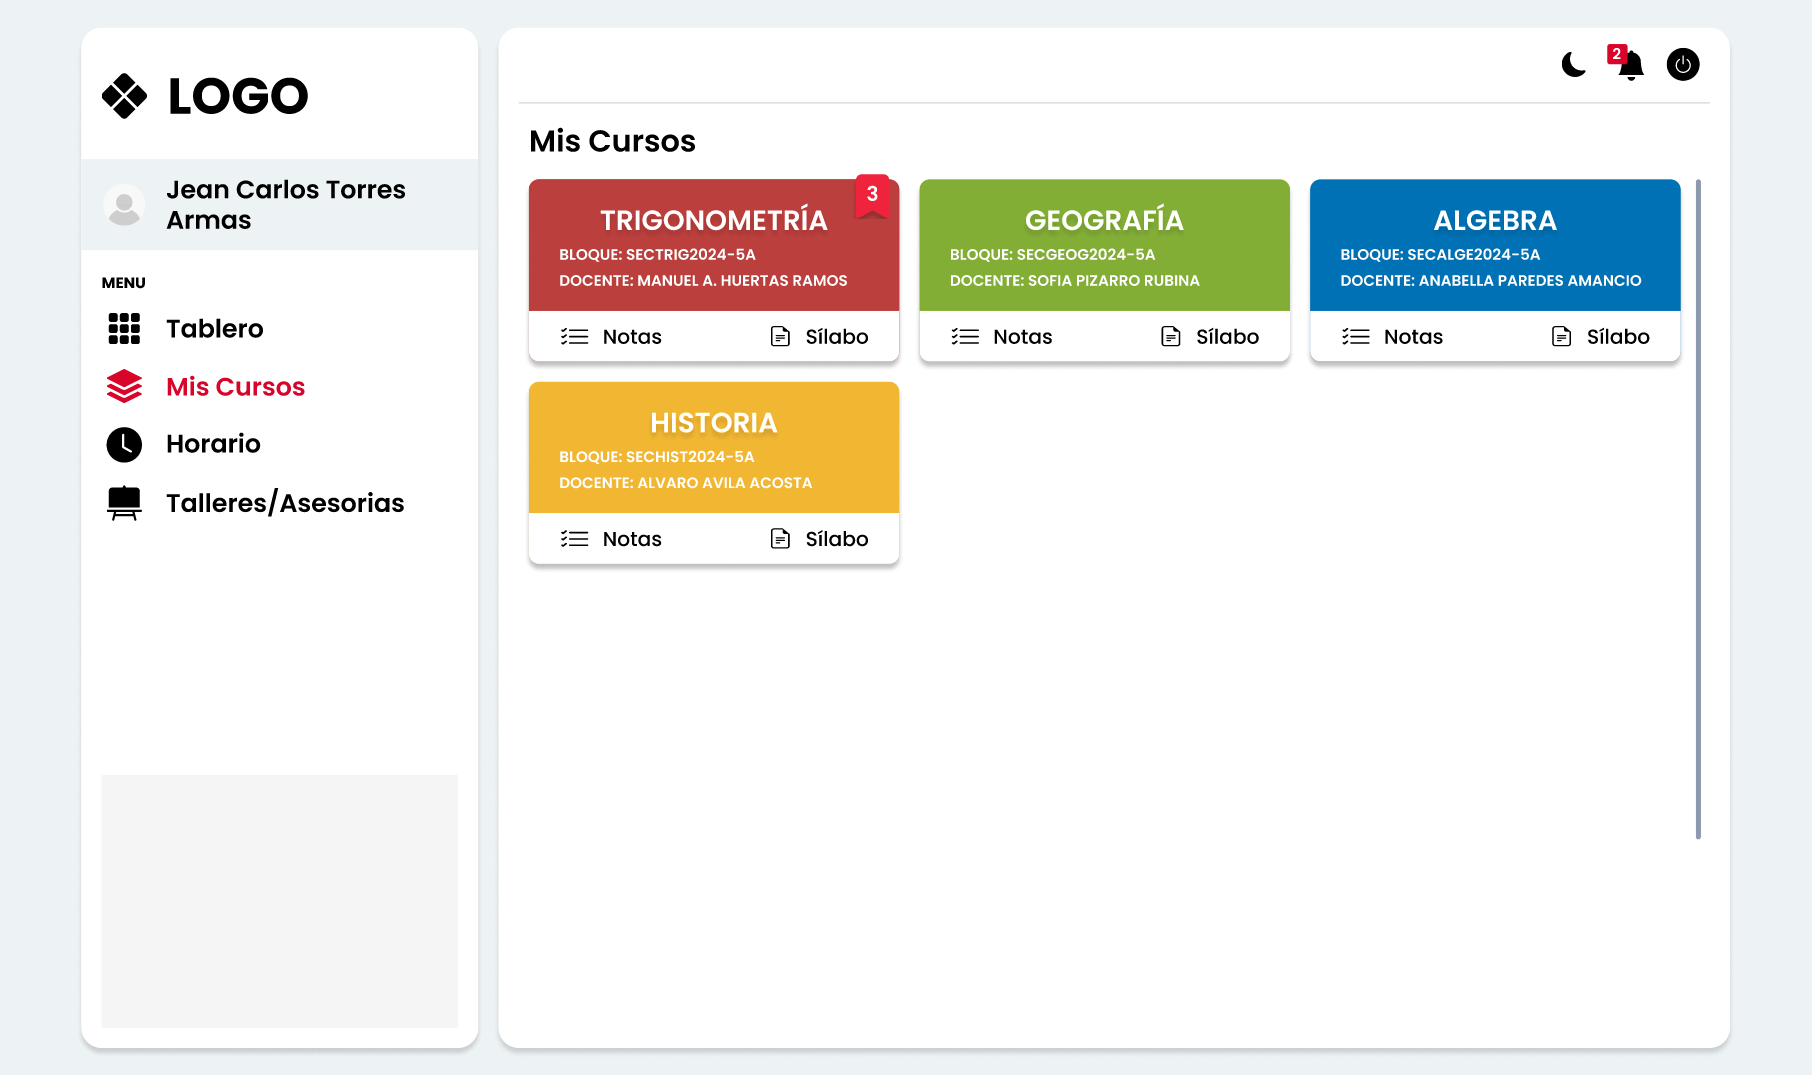 LOGO
Jean Carlos Torres
Armas
MENU
Tablero
Mis Cursos
Horario
Talleres/Asesorias
2
Mis Cursos
3
TRIGONOMETRÍA
BLOQUE: SECTRIG2024-5A
DOCENTE: MANUEL A. HUERTAS RAMOS
Notas
Sílabo
GEOGRAFÍA
BLOQUE: SECGEOG2024-5A
DOCENTE: SOFIA PIZARRO RUBINA
Notas
Sílabo
ALGEBRA
BLOQUE: SECALGE2024-5A
DOCENTE: ANABELLA PAREDES AMANCIO
Notas
Sílabo
HISTORIA
BLOQUE: SECHIST2024-5A
DOCENTE: ALVARO AVILA ACOSTA
Notas
Sílabo